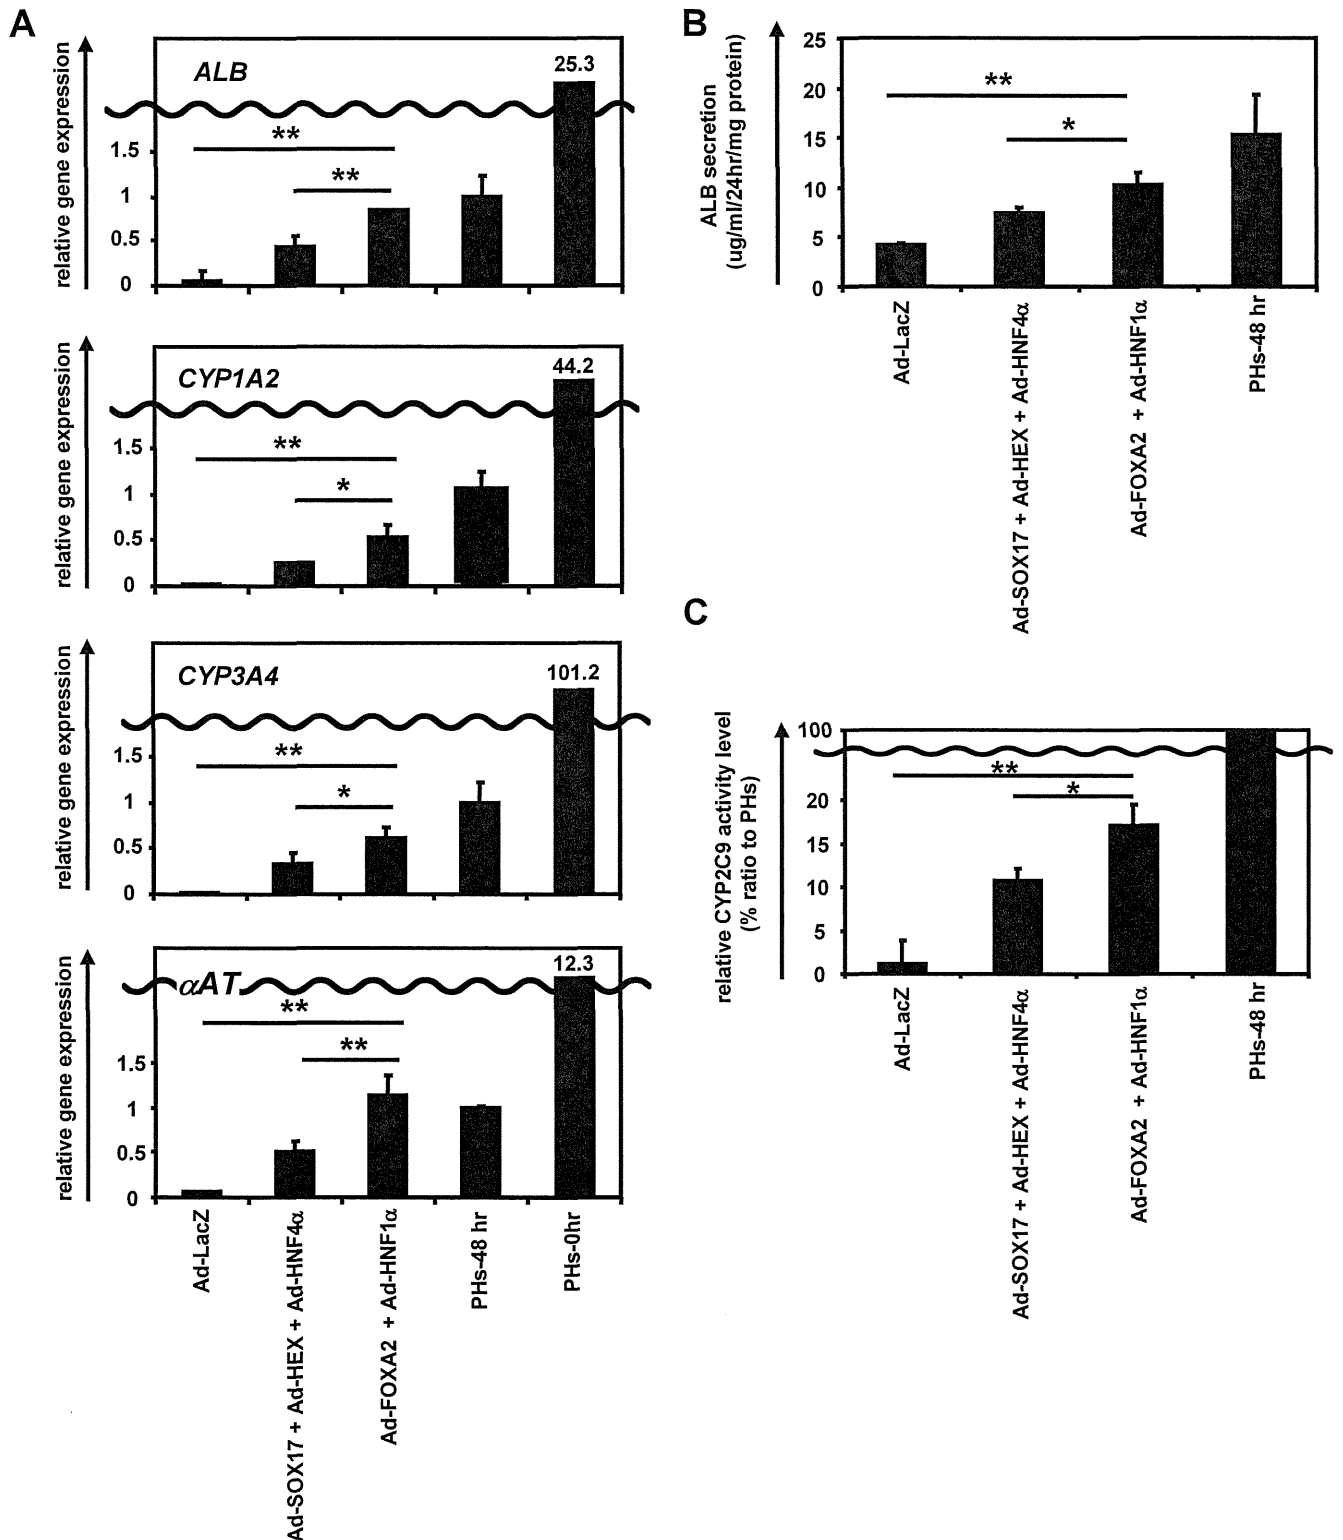 A
relative gene expression
ALB
25.3
**
**
1.5
1
0.5
0
relative gene expression
CYP1A2
44.2
**
*
1.5
1
0.5
0
relative gene expression
CYP3A4
101.2
**
*
1.5
1
0.5
0
relative gene expression
αAT
12.3
**
**
1.5
1
0.5
0
Ad-LacZ
Ad-SOX17 + Ad-HEX + Ad-HNF4α
Ad-FOXA2 + Ad-HNF1α
PHs-48 hr
PHs-0hr
B
ALB secretion
(ug/ml/24hr/mg protein)
25
20
15
10
5
0
**
*
Ad-LacZ
Ad-SOX17 + Ad-HEX + Ad-HNF4α
Ad-FOXA2 + Ad-HNF1α
PHs-48 hr
C
relative CYP2C9 activity level
(% ratio to PHs)
100
20
15
10
5
0
**
*
Ad-LacZ
Ad-SOX17 + Ad-HEX + Ad-HNF4α
Ad-FOXA2 + Ad-HNF1α
PHs-48 hr